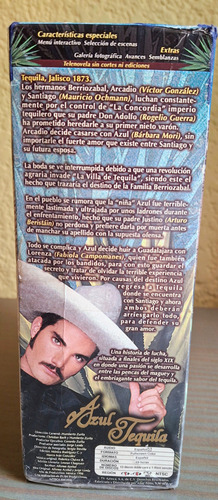 Características especiales
Menú interactivo Selección de escenas
Extras
Galería fotográfica Avances Semblanzas
Telenovela sin cortes ni ediciones
Tequila, Jalisco 1873.
Los hermanos Berriozabal, Arcadio (Víctor González)
y Santiago (Mauricio Ochmann), luchan constante-
mente por el control de "La Concordia" imperio
tequilero que su padre Don Adolfo (Rogelio Guerra)
ha prometido heredarle a su primer nieto varón.
Arcadio decide casarse con Azul (Bárbara Mori), sin
importarle el fuerte amor que existe entre Santiago y
su futura esposa.
La boda se ve interrumpida debido a que una revolución
agraria invade "La Villa de Tequila", siendo este el
hecho que trazaria el destino de la Familia Berriozabal.
En el pueblo se rumora que la "niña" Azul fue terrible-
mente lastimada y ultrajada por unos ladrones durante
el enfrentamiento, hecho que su padre Justino (Arturo
Beristáin) no perdona y prefiere darla por muerta antes
de manchar su apellido con la supuesta ofensa.
Todo se complica y Azul decide huir a Guadalajara con
Lorenza (Fabiola Campomanes) quien también fue
atacada por los bandidos, para con esto guardar el
secreto y tratar de olvidar la terrible experiencia
que vivieron. Por causas del destino Azul
regresa a tequila
donde se encuentra
con Santiago y ahora
ambos deberán
arriesgarlo todo,
para defender su
gran amor.
Una historia de lucha,
situada a finales del siglo XIX
en donde una pasión se desarrolla
entre las pencas del maguey y
el embriagante sabor del tequila.
Azul
Tequila